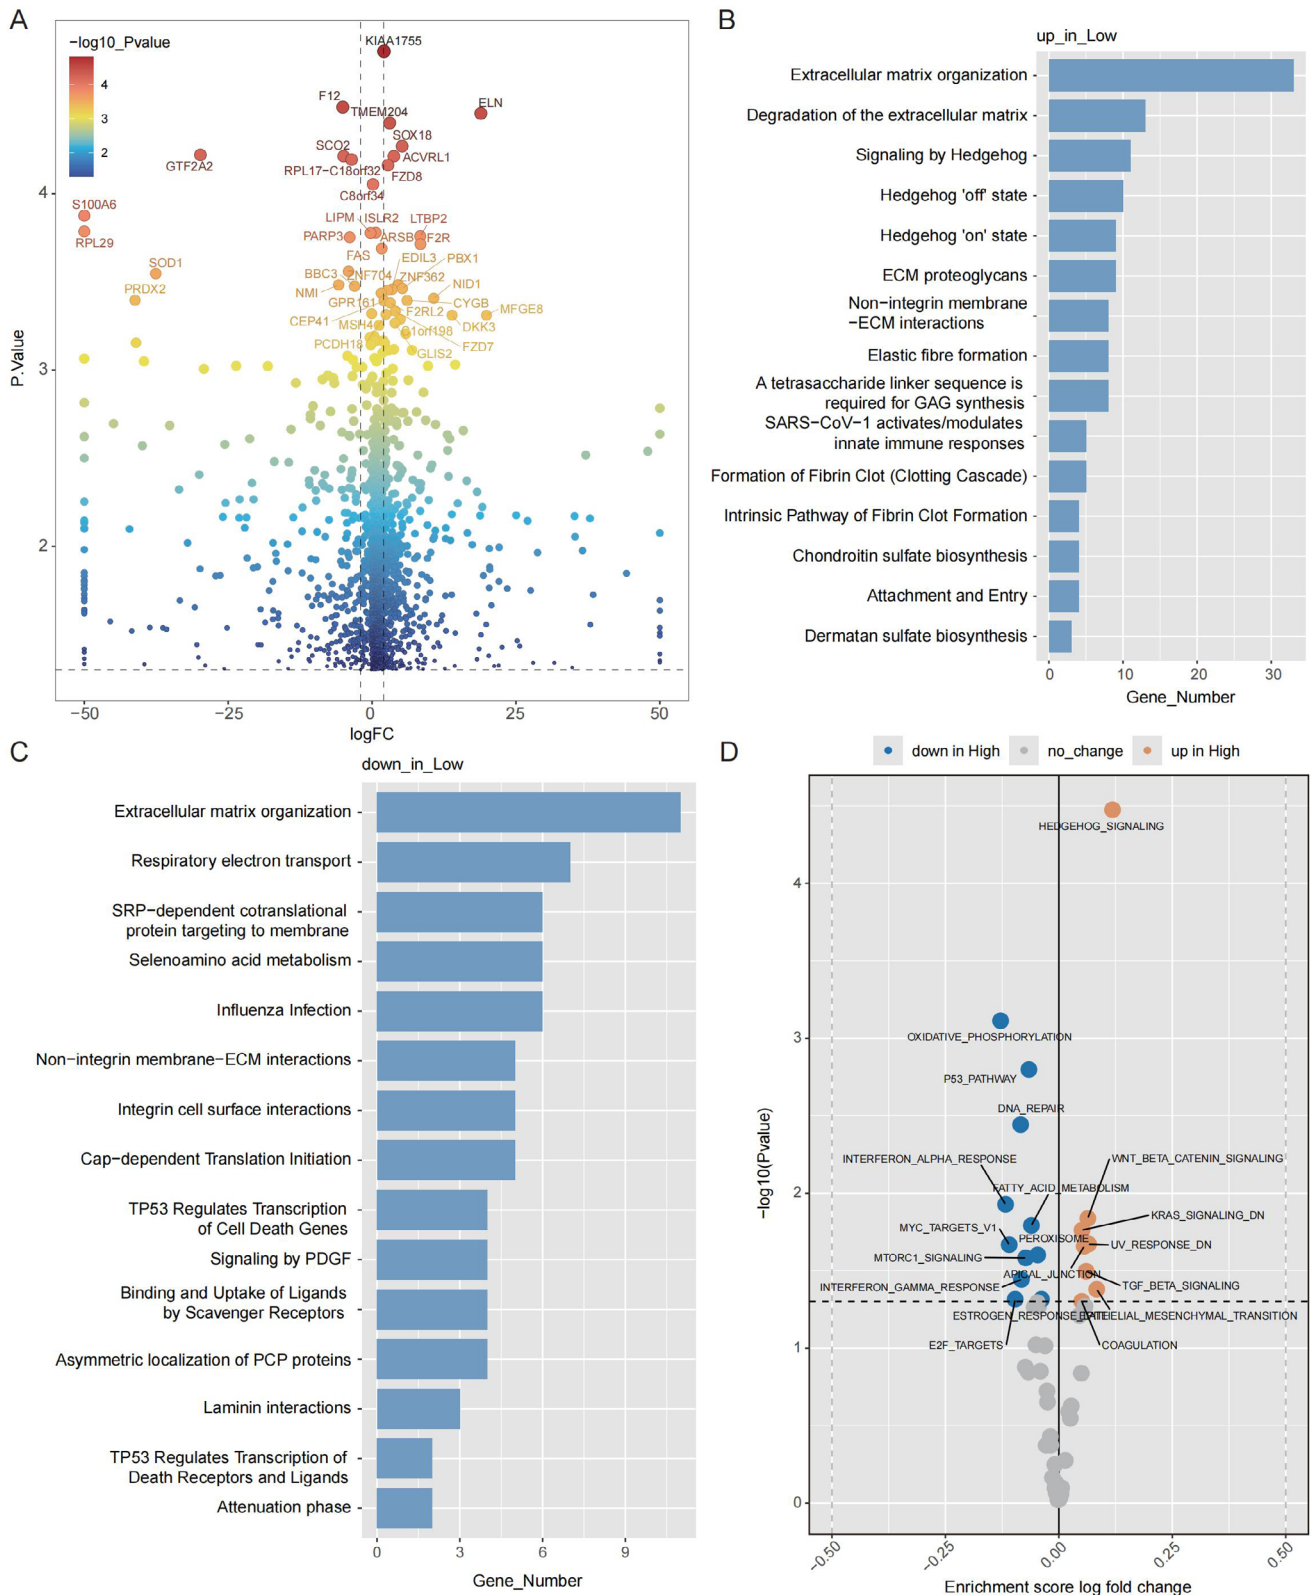 A
−log10_Pvalue
4
3
2
KIAA1755
F12
TMEM204
ELN
SOX18
SCO2
ACVRL1
GTF2A2
RPL17−C18orf32
FZD8
C8orf34
S100A6
LIPM
ISLR2
LTBP2
RPL29
PARP3
ARSB
F2R
FAS
EDIL3
PBX1
SOD1
BBC3
ZNF704
ZNF362
PRDX2
NMI
NID1
GPR161
CYGB
MFGE8
CEP41
F2RL2
MSH4
C1orf198
DKK3
PCDH18
GLIS2
FZD7
P.Value
4
3
2
−50
−25
0
25
50
logFC
B
up_in_Low
Extracellular matrix organization
Degradation of the extracellular matrix
Signaling by Hedgehog
Hedgehog 'off' state
Hedgehog 'on' state
ECM proteoglycans
Non−integrin membrane
−ECM interactions
Elastic fibre formation
A tetrasaccharide linker sequence is
required for GAG synthesis
SARS−CoV−1 activates/modulates
innate immune responses
Formation of Fibrin Clot (Clotting Cascade)
Intrinsic Pathway of Fibrin Clot Formation
Chondroitin sulfate biosynthesis
Attachment and Entry
Dermatan sulfate biosynthesis
0
10
20
30
Gene_Number
C
down_in_Low
Extracellular matrix organization
Respiratory electron transport
SRP−dependent cotranslational
protein targeting to membrane
Selenoamino acid metabolism
Influenza Infection
Non−integrin membrane−ECM interactions
Integrin cell surface interactions
Cap−dependent Translation Initiation
TP53 Regulates Transcription
of Cell Death Genes
Signaling by PDGF
Binding and Uptake of Ligands
by Scavenger Receptors
Asymmetric localization of PCP proteins
Laminin interactions
TP53 Regulates Transcription of
Death Receptors and Ligands
Attenuation phase
0
3
6
9
Gene_Number
D
down in High
no_change
up in High
HEDGEHOG_SIGNALING
OXIDATIVE_PHOSPHORYLATION
P53_PATHWAY
DNA_REPAIR
INTERFERON_ALPHA_RESPONSE
WNT_BETA_CATENIN_SIGNALING
FATTY_ACID_METABOLISM
KRAS_SIGNALING_DN
MYC_TARGETS_V1
PEROXISOME
UV_RESPONSE_DN
MTORC1_SIGNALING
APICAL_JUNCTION
INTERFERON_GAMMA_RESPONSE
TGF_BETA_SIGNALING
EPITHELIAL_MESENCHYMAL_TRANSITION
E2F_TARGETS
COAGULATION
−log10(Pvalue)
4
3
2
1
0
−0.50
−0.25
0.00
0.25
0.50
Enrichment score log fold change